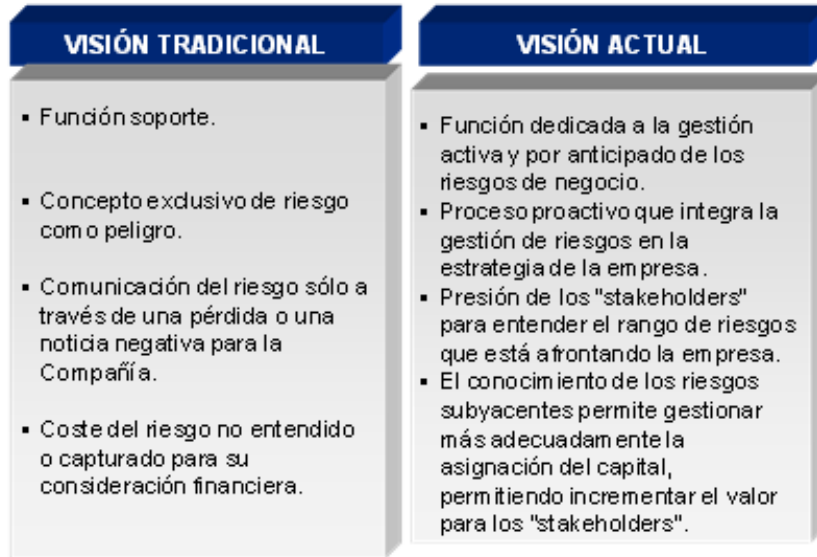 VISIÓN TRADICIONAL
▪ Función soporte.
▪ Concepto exclusivo de riesgo
como peligro.
▪ Comunicación del riesgo sólo a
través de una pérdida o una
noticia negativa para la
Compañía.
▪ Coste del riesgo no entendido
o capturado para su
consideración financiera.
VISIÓN ACTUAL
▪ Función dedicada a la gestión
activa y por anticipado de los
riesgos de negocio.
▪ Proceso proactivo que integra la
gestión de riesgos en la
estrategia de la empresa.
▪ Presión de los "stakeholders"
para entender el rango de riesgos
que está afrontando la empresa.
▪ El conocimiento de los riesgos
subyacentes permite gestionar
más adecuadamente la
asignación del capital,
permitiendo incrementar el valor
para los "stakeholders".